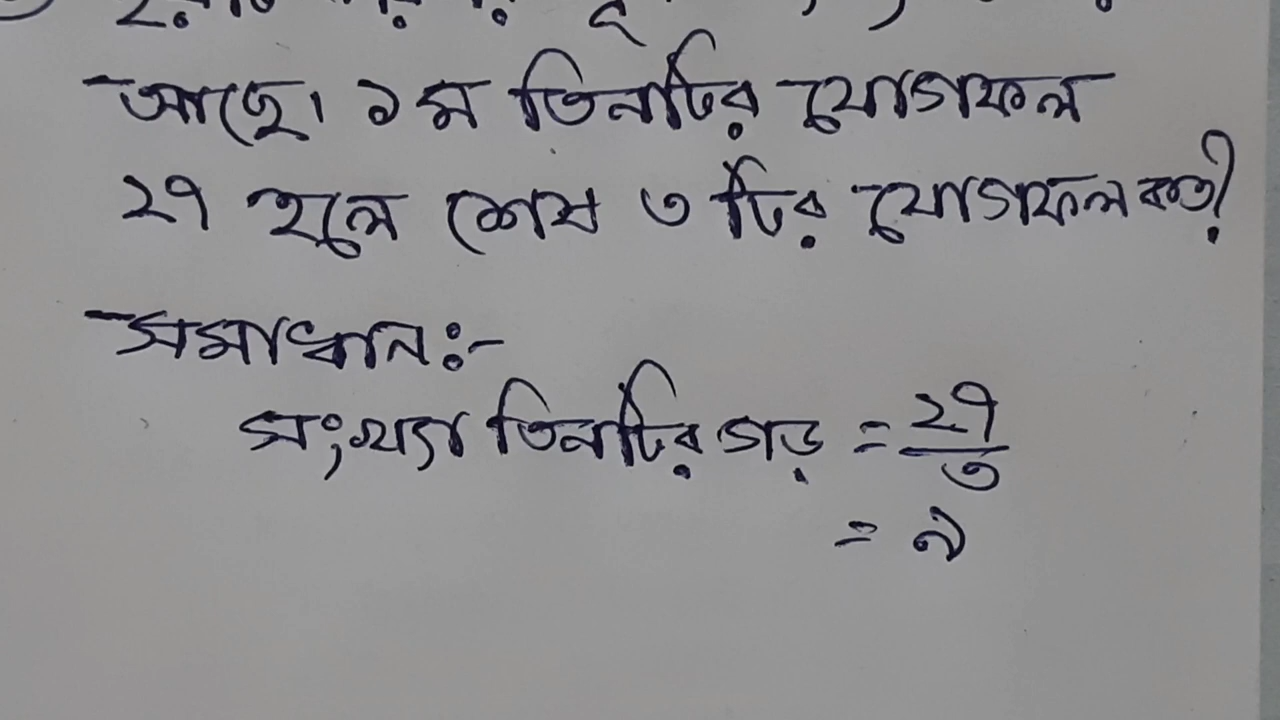 আছে। ১ম তিনটির যোগফল
২৭ হলে শেষ ৩ টির যোগফল কত?
সমাধান:-
সংখ্যা তিনটির গড় = ২৭/৩
= ৯